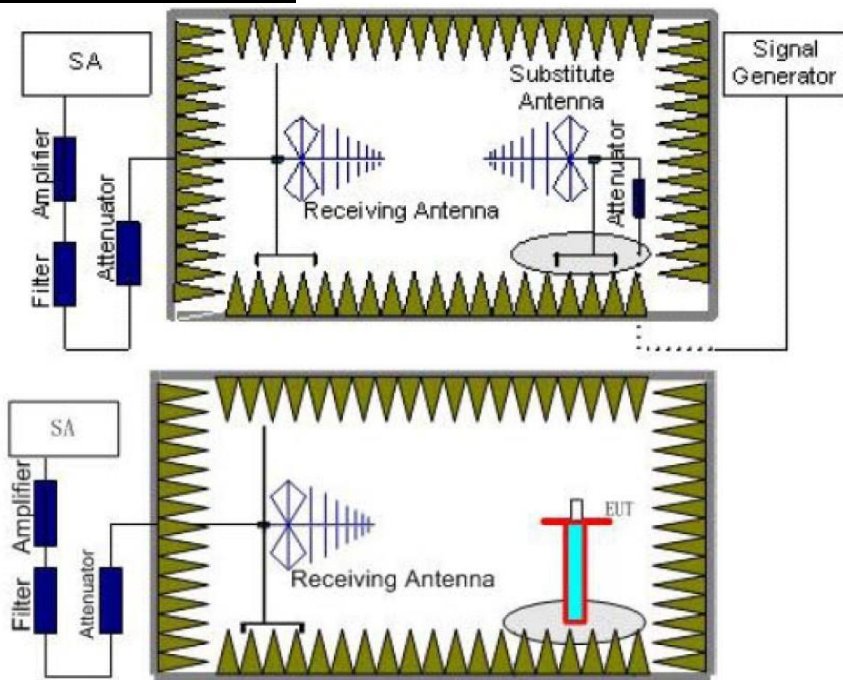 SA
Amplifier
Filter
Attenuator
Receiving Antenna
Substitute
Antenna
Attenuator
Signal
Generator
SA
Amplifier
Filter
Attenuator
Receiving Antenna
EUT